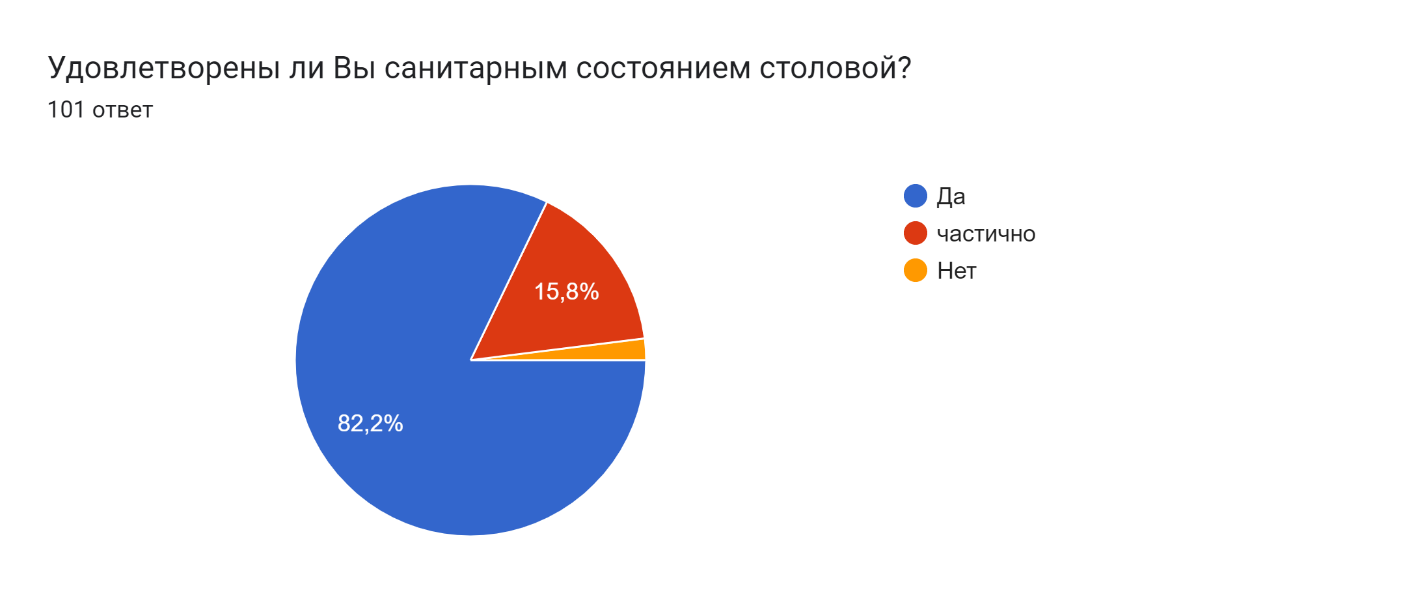 Удовлетворены ли Вы санитарным состоянием столовой?
101 ответ
Да
частично
Нет
15,8%
82,2%